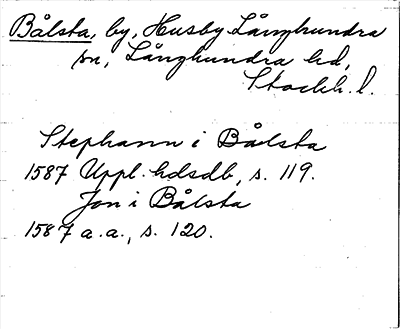 Bålsta, by, Husby Långhundra
sn, Långhundra hd,
Stockh. l.
Stephann i Bålsta
1587 Uppl. hdsdb, s. 119.
Jon i Bålsta
1587 a.a., s. 120.